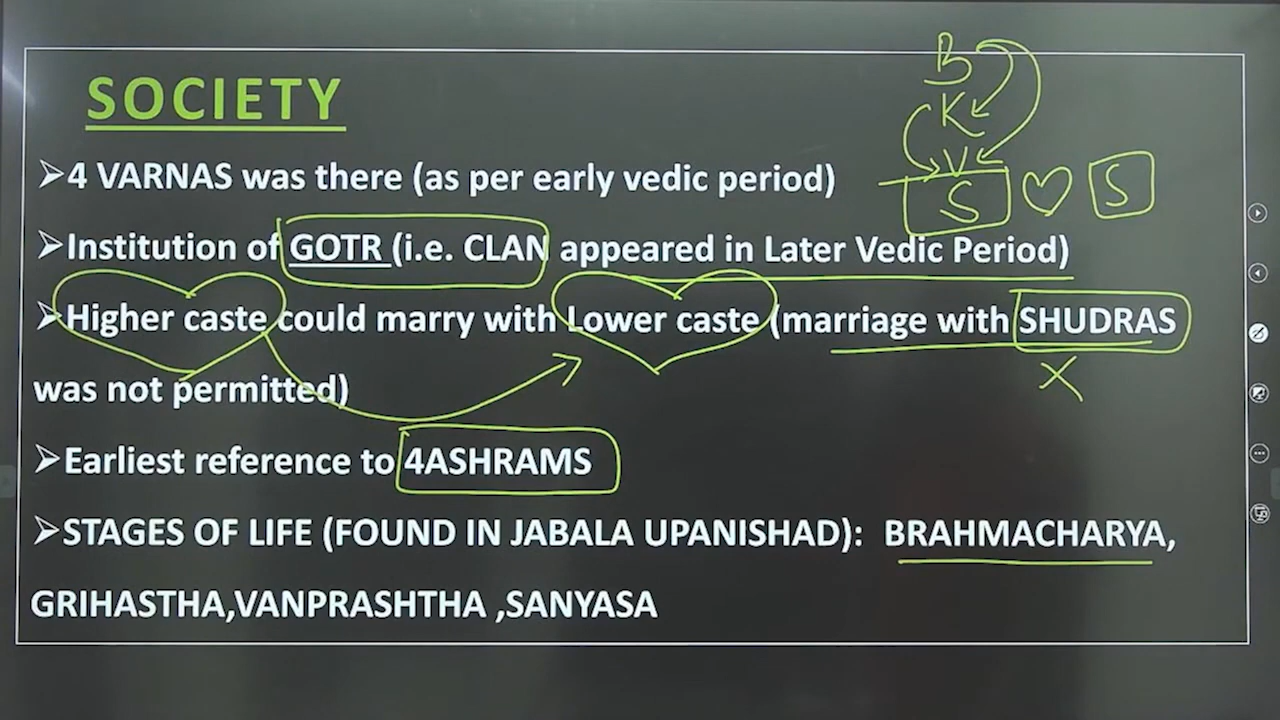 SOCIETY
B
K
V
S S
➢4 VARNAS was there (as per early vedic period)
➢Institution of GOTR (i.e. CLAN appeared in Later Vedic Period)
➢Higher caste could marry with Lower caste (marriage with SHUDRAS
was not permitted)
➢Earliest reference to 4ASHRAMS
➢STAGES OF LIFE (FOUND IN JABALA UPANISHAD): BRAHMACHARYA,
GRIHASTHA,VANPRASHTHA ,SANYASA